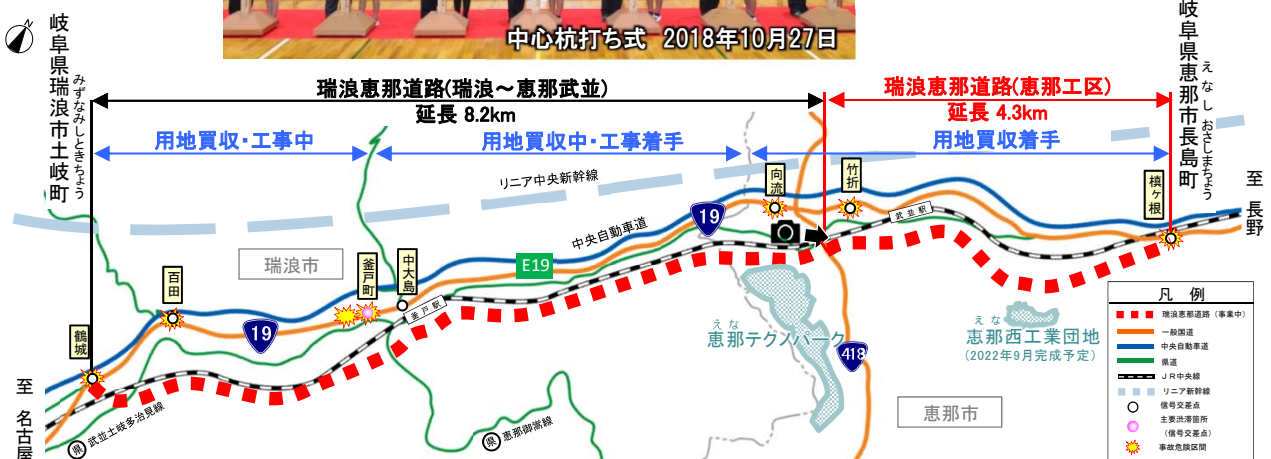 中心杭打ち式 2018年10月27日
岐阜県瑞浪市土岐町
みずなみしときちょう
岐阜県恵那市長島町
えなしおさしまちょう
瑞浪恵那道路(瑞浪～恵那武並)
延長 8.2km
瑞浪恵那道路(恵那工区)
延長 4.3km
用地買収・工事中
用地買収中・工事着手
用地買収着手
リニア中央新幹線
中央自動車道
19
E19
向流
竹折
武並駅
槙ヶ根
至 長野
瑞浪市
百田
釜戸町
中大島
釜戸駅
19
鶴城
至 名古屋
県 武並土岐多治見線
県 恵那御嵩線
えな
恵那テクノパーク
418
えな
恵那西工業団地
(2022年9月完成予定)
恵那市
凡 例
瑞浪恵那道路（事業中）
一般国道
中央自動車道
県道
ＪＲ中央線
リニア新幹線
信号交差点
主要渋滞箇所
（信号交差点）
事故危険区間